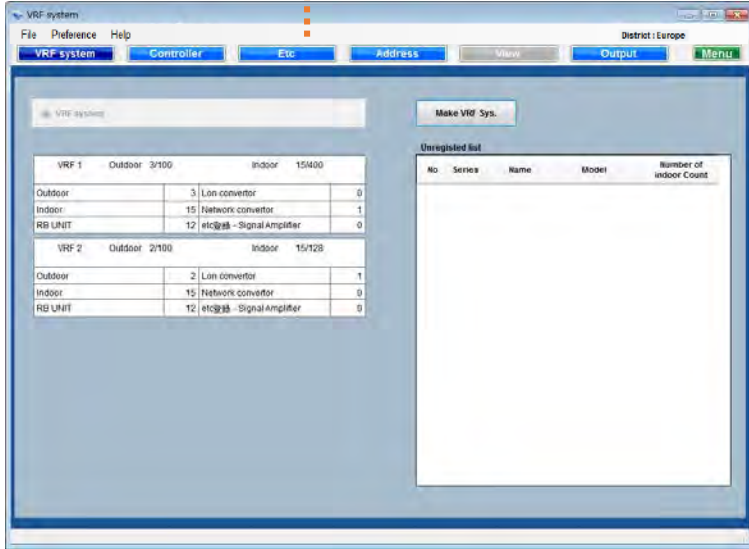 VRF system
File Preference Help District : Europe
VRF system Controller Etc Address View Output Menu
VRF system Make VRF Sys.
Unregisted list
No Series Name Model Number of indoor Count
VRF 1 Outdoor 3/100 Indoor 15/400
Outdoor 3 Lon convertor 0
Indoor 15 Network convertor 1
RB UNIT 12 etc登録 - Signal Amplifier 0
VRF 2 Outdoor 2/100 Indoor 15/128
Outdoor 2 Lon convertor 1
Indoor 15 Network convertor 0
RB UNIT 12 etc登録 - Signal Amplifier 0